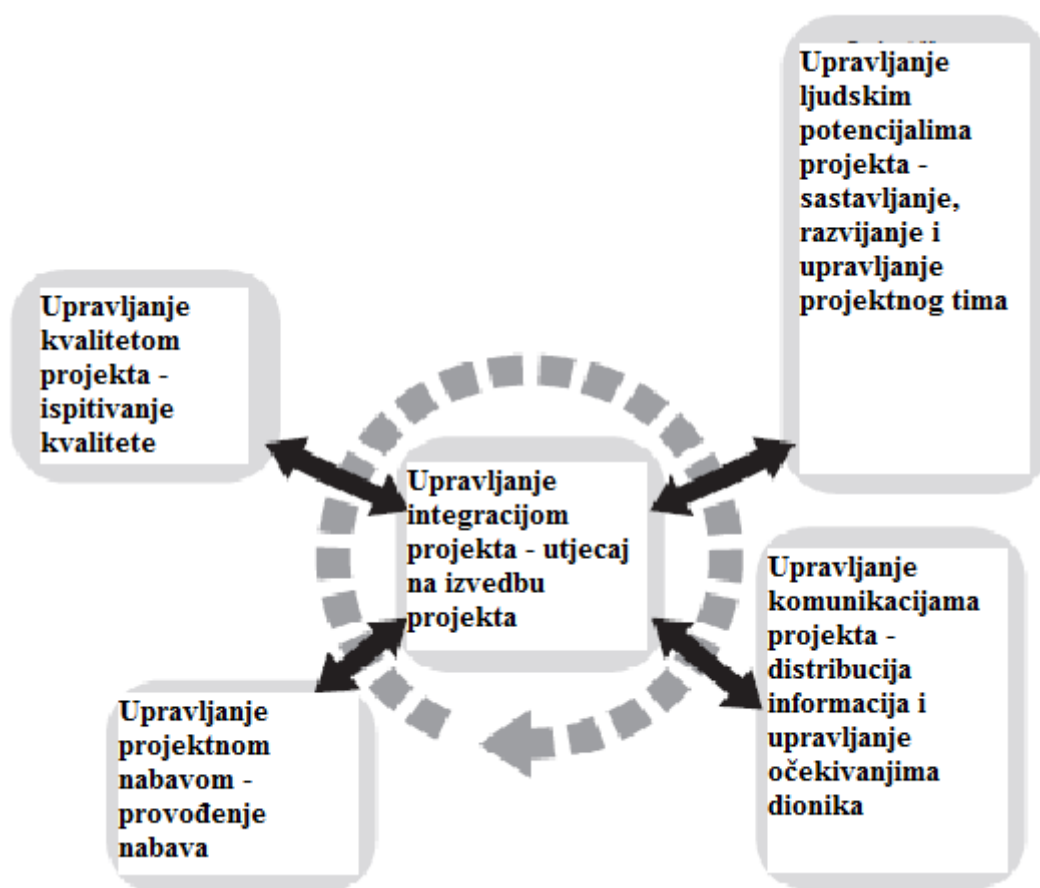 Upravljanje
ljudskim
potencijalima
projekta -
sastavljanje,
razvijanje i
upravljanje
projektnog tima
Upravljanje
kvalitetom
projekta -
ispitivanje
kvalitete
Upravljanje
integracijom
projekta - utjecaj
na izvedbu
projekta
Upravljanje
komunikacijama
projekta -
distribucija
informacija i
upravljanje
očekivanjima
dionika
Upravljanje
projektnom
nabavom -
provođenje
nabava